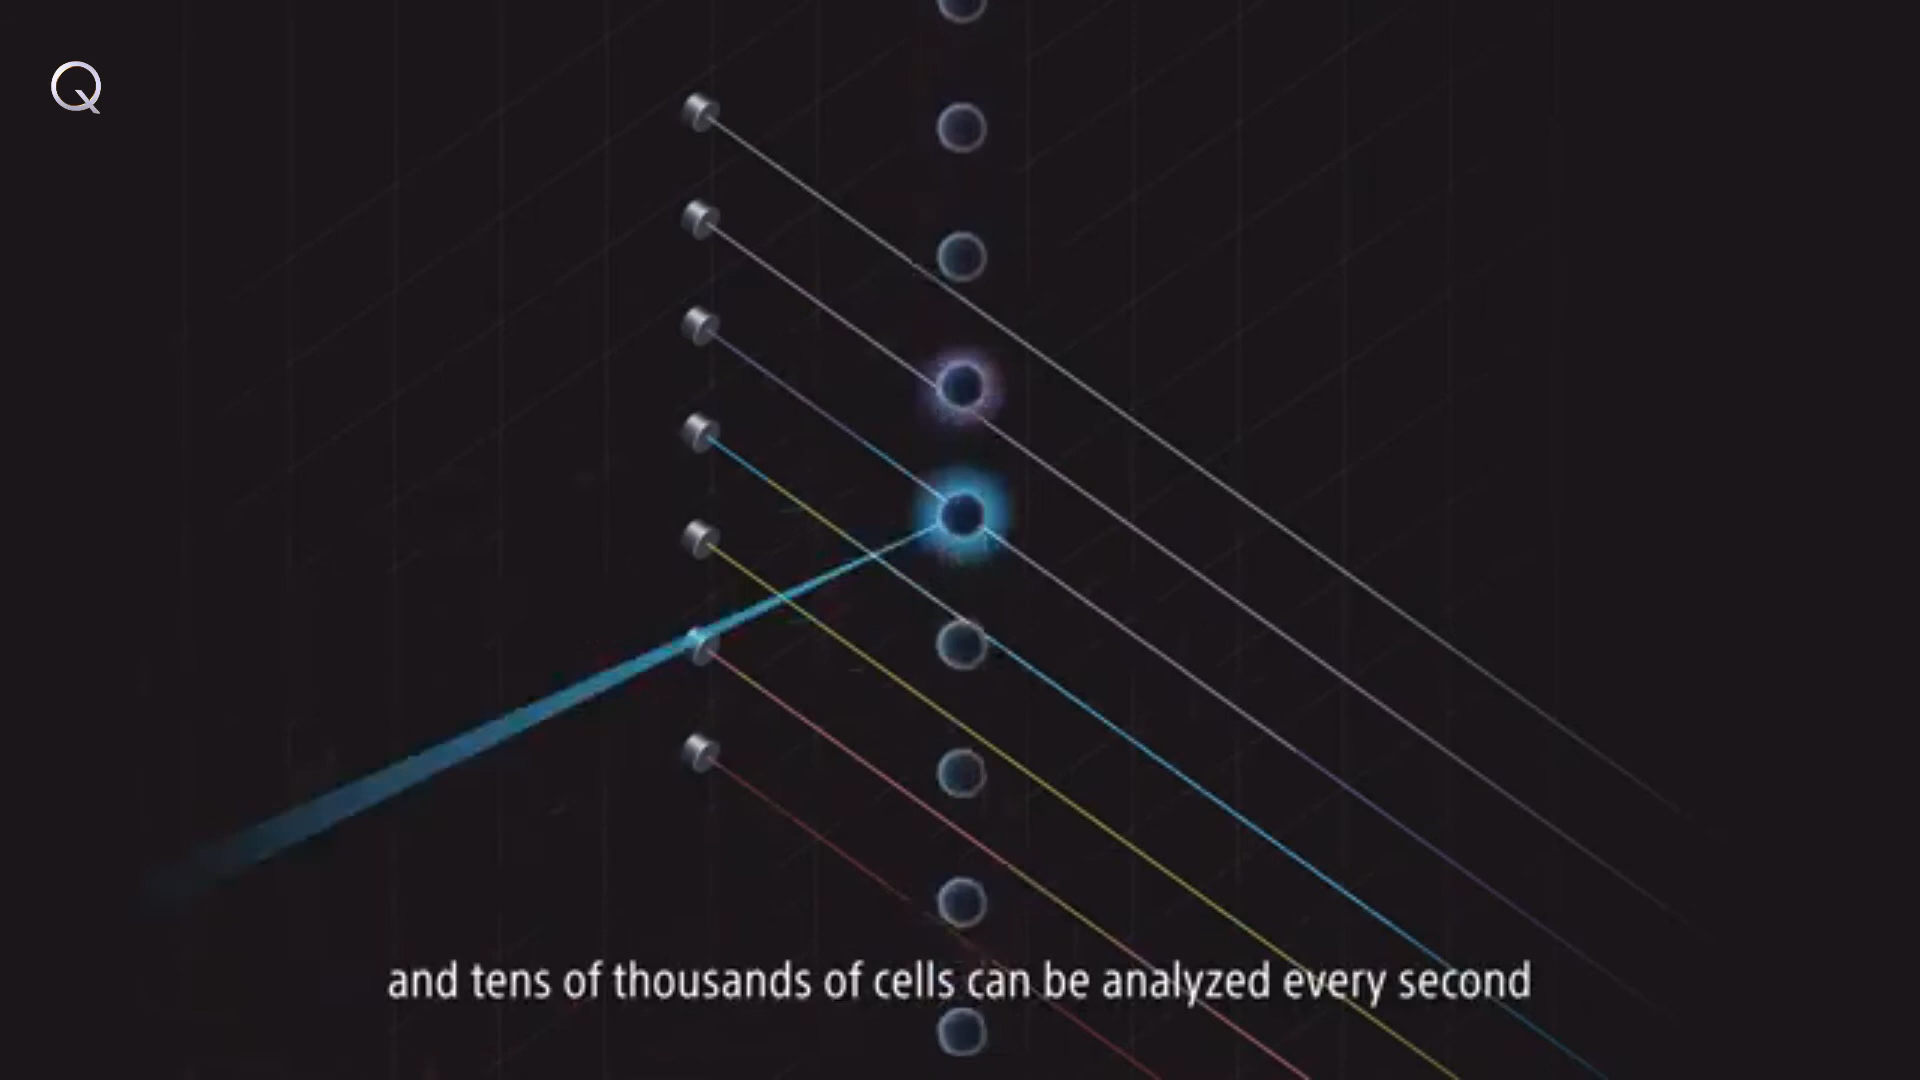 Q
and tens of thousands of cells can be analyzed every second